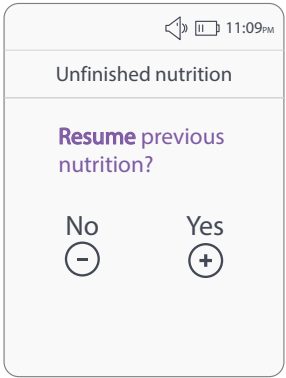 11:09PM
Unfinished nutrition
Resume previous
nutrition?
No Yes